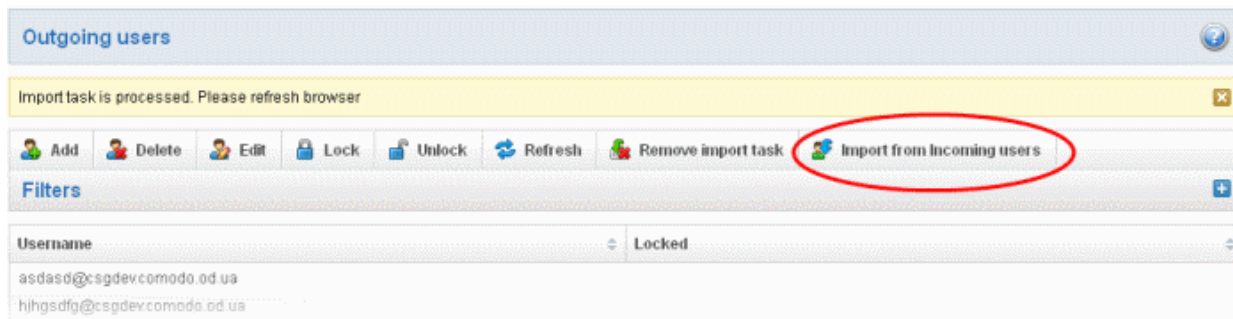 Outgoing users
Import task is processed. Please refresh browser
Add Delete Edit Lock Unlock Refresh Remove import task Import from Incoming users
Filters
Username Locked
asdasd@csgdev.comodo.od.ua
hjhgsdfg@csgdev.comodo.od.ua